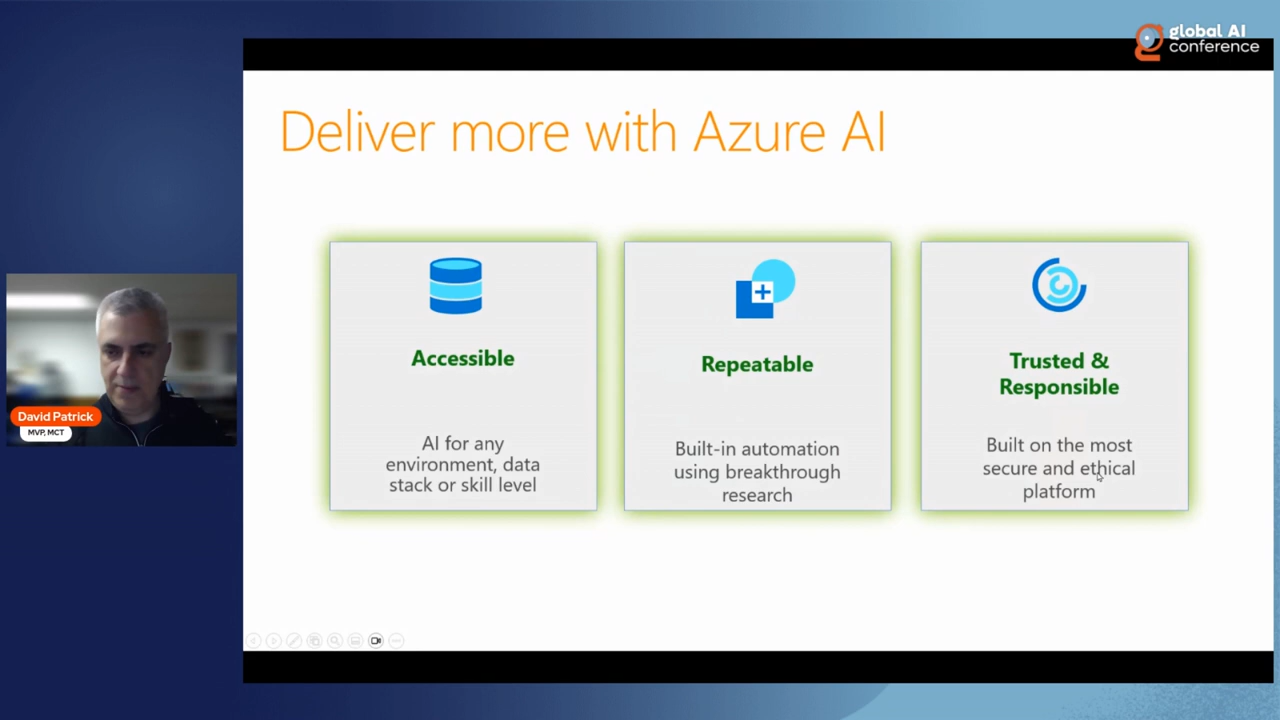 global AI
conference
Deliver more with Azure AI
Accessible
AI for any
environment, data
stack or skill level
Repeatable
Built-in automation
using breakthrough
research
Trusted &
Responsible
Built on the most
secure and ethical
platform
David Patrick
MVP, MCT